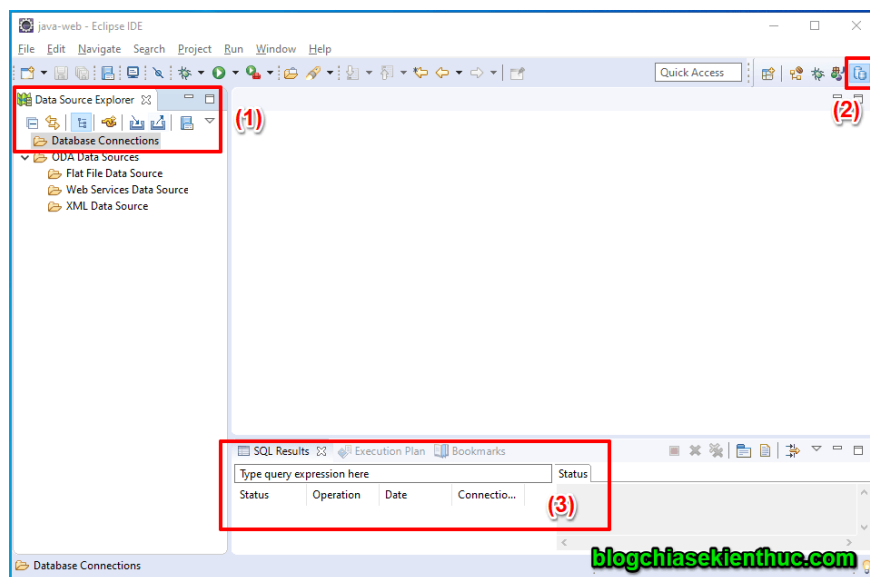 java-web - Eclipse IDE
File Edit Navigate Search Project Run Window Help
Quick Access
Data Source Explorer
(1)
(2)
Database Connections
ODA Data Sources
Flat File Data Source
Web Services Data Source
XML Data Source
SQL Results Execution Plan Bookmarks
Type query expression here
Status
Status Operation Date Connectio...
(3)
blogchiasekienthuc.com
Database Connections